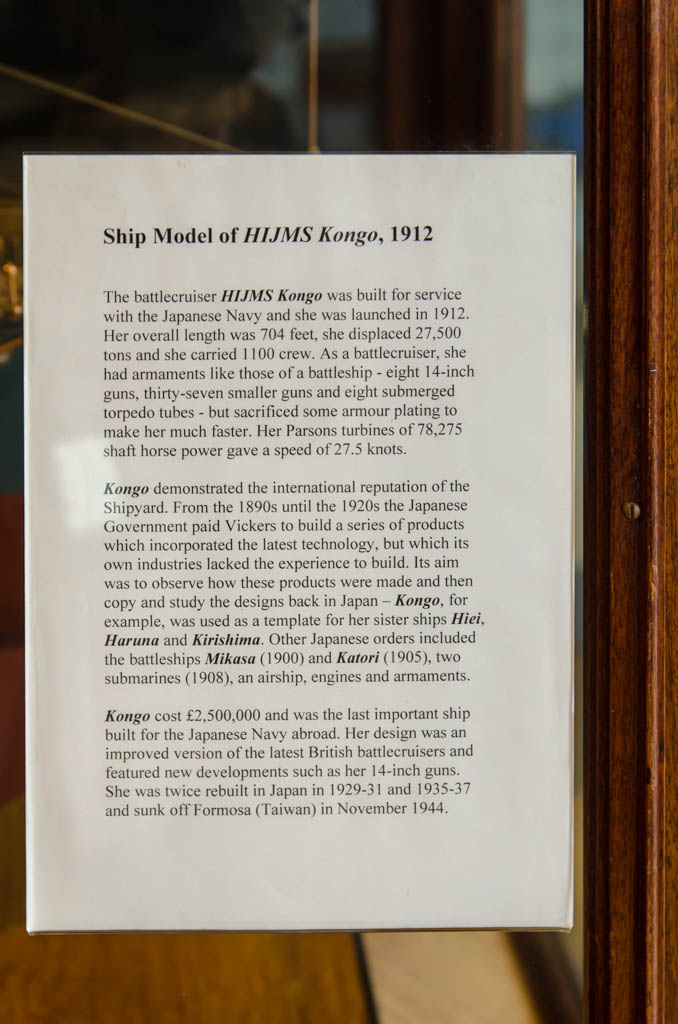 Ship Model of HIJMS Kongo, 1912
The battlecruiser HIJMS Kongo was built for service
with the Japanese Navy and she was launched in 1912.
Her overall length was 704 feet, she displaced 27,500
tons and she carried 1100 crew. As a battlecruiser, she
had armaments like those of a battleship - eight 14-inch
guns, thirty-seven smaller guns and eight submerged
torpedo tubes - but sacrificed some armour plating to
make her much faster. Her Parsons turbines of 78,275
shaft horse power gave a speed of 27.5 knots.
Kongo demonstrated the international reputation of the
Shipyard. From the 1890s until the 1920s the Japanese
Government paid Vickers to build a series of products
which incorporated the latest technology, but which its
own industries lacked the experience to build. Its aim
was to observe how these products were made and then
copy and study the designs back in Japan – Kongo, for
example, was used as a template for her sister ships Hiei,
Haruna and Kirishima. Other Japanese orders included
the battleships Mikasa (1900) and Katori (1905), two
submarines (1908), an airship, engines and armaments.
Kongo cost £2,500,000 and was the last important ship
built for the Japanese Navy abroad. Her design was an
improved version of the latest British battlecruisers and
featured new developments such as her 14-inch guns.
She was twice rebuilt in Japan in 1929-31 and 1935-37
and sunk off Formosa (Taiwan) in November 1944.